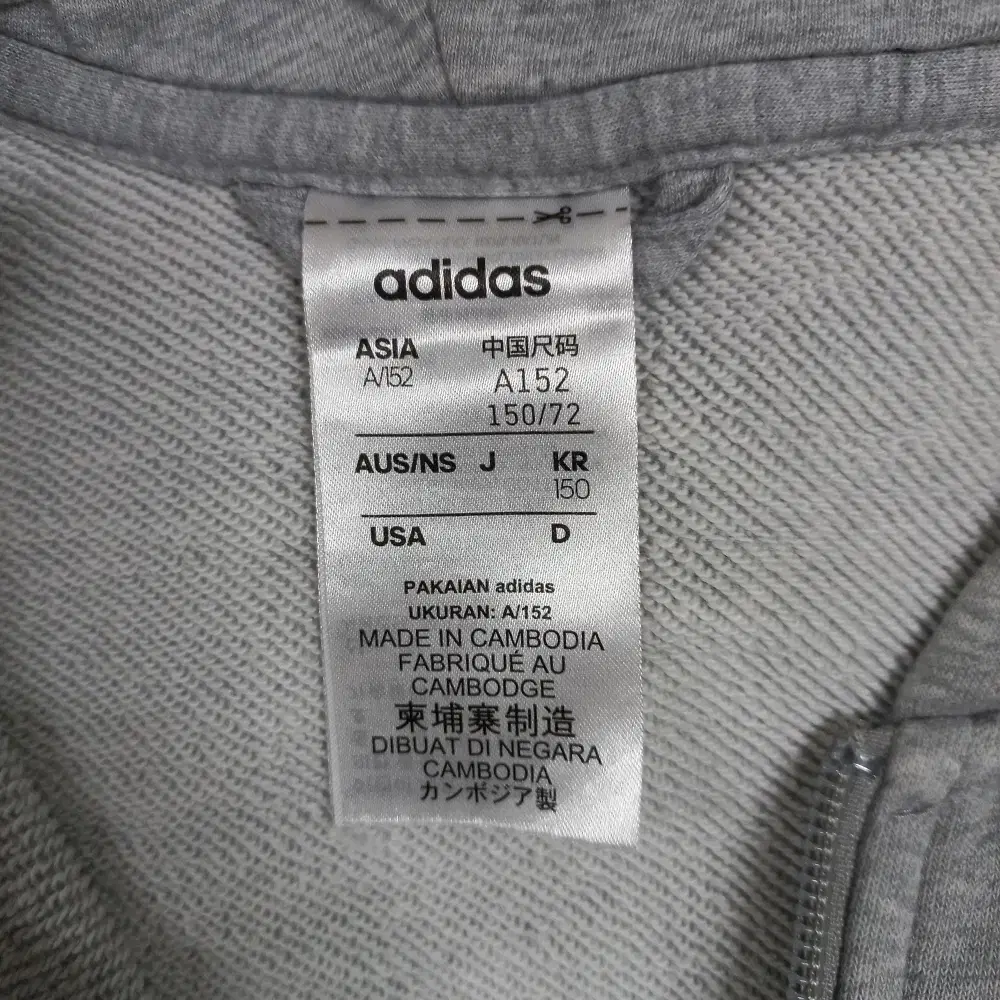 adidas
ASIA 中国尺码
A/152 A152
150/72
AUS/NS J KR
150
USA D
PAKAIAN adidas
UKURAN: A/152
MADE IN CAMBODIA
FABRIQUÉ AU
CAMBODGE
柬埔寨制造
DIBUAT DI NEGARA
CAMBODIA
カンボジア製